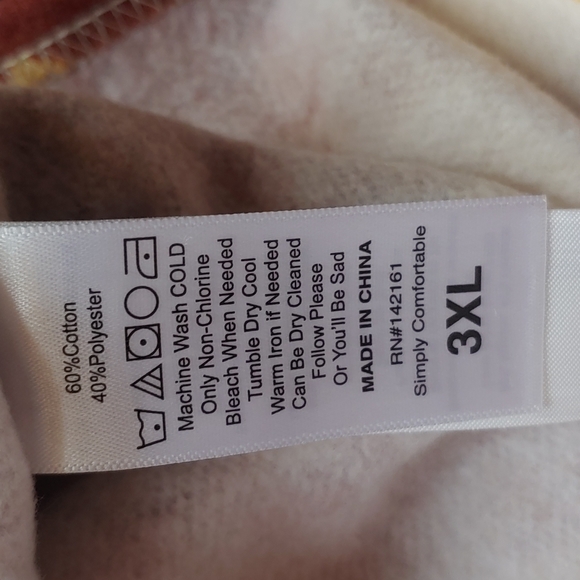 60%Cotton
40%Polyester
Machine Wash COLD
Only Non-Chlorine
Bleach When Needed
Tumble Dry Cool
Warm Iron if Needed
Can Be Dry Cleaned
Follow Please
Or You'll Be Sad
MADE IN CHINA
RN#142161
Simply Comfortable
3XL